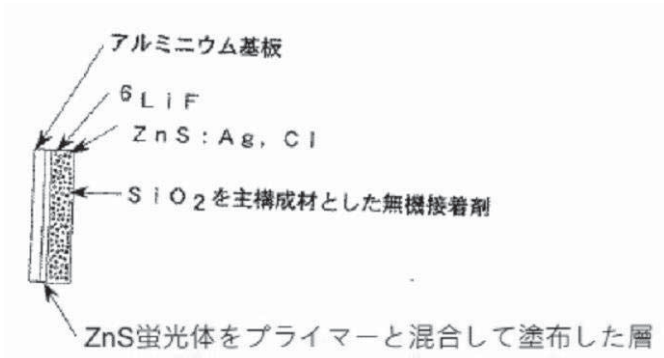 アルミニウム基板
⁶LiF
ZnS:Ag, Cl
SiO₂を主構成材とした無機接着剤
ZnS蛍光体をプライマーと混合して塗布した層